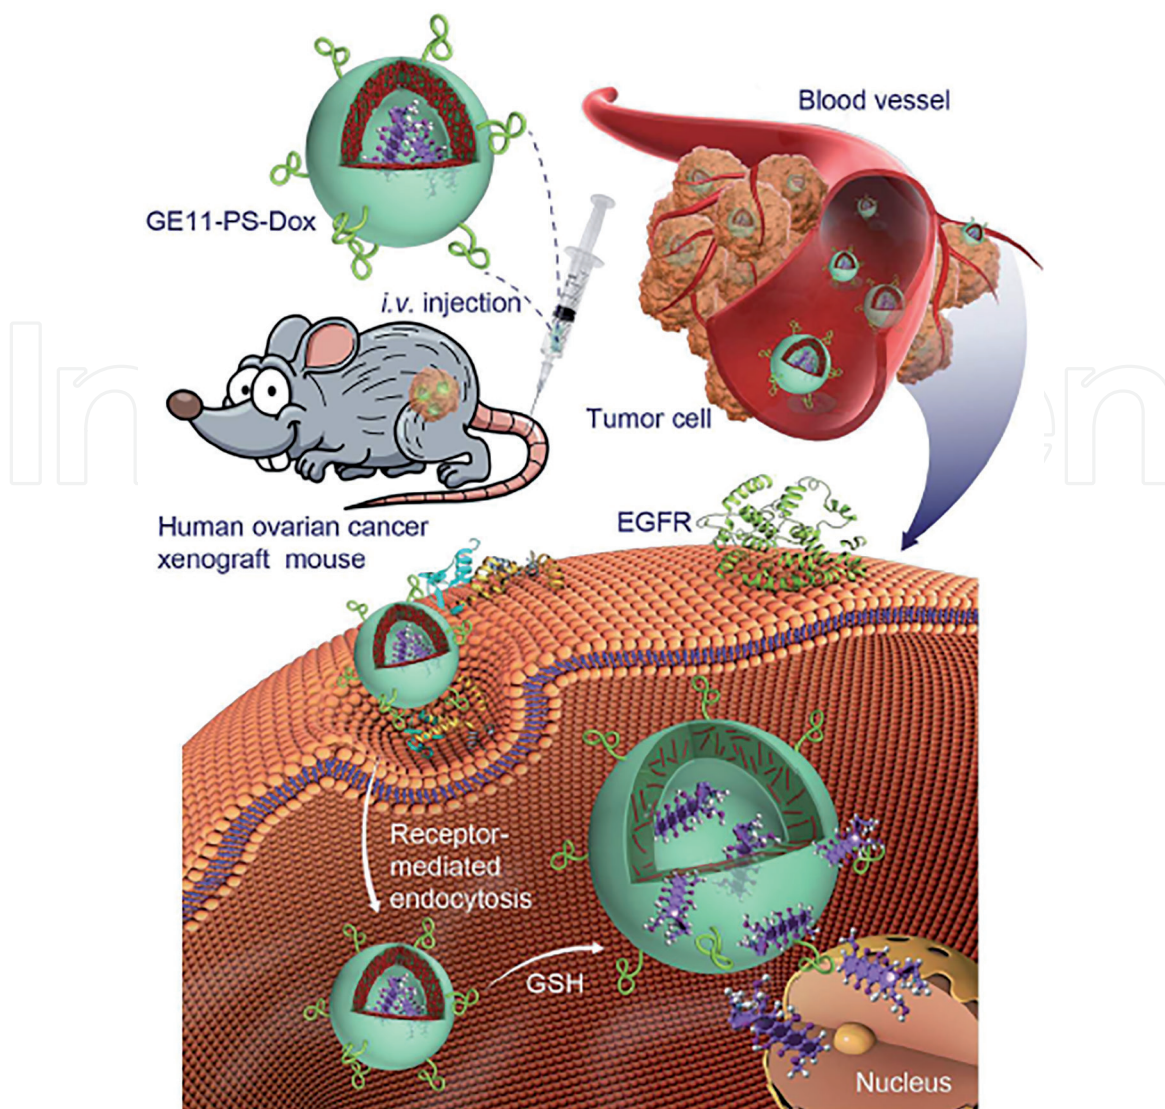 Blood vessel
GE11-PS-Dox
i.v. injection
Tumor cell
Human ovarian cancer
xenograft mouse
EGFR
Receptor-
mediated
endocytosis
GSH
Nucleus